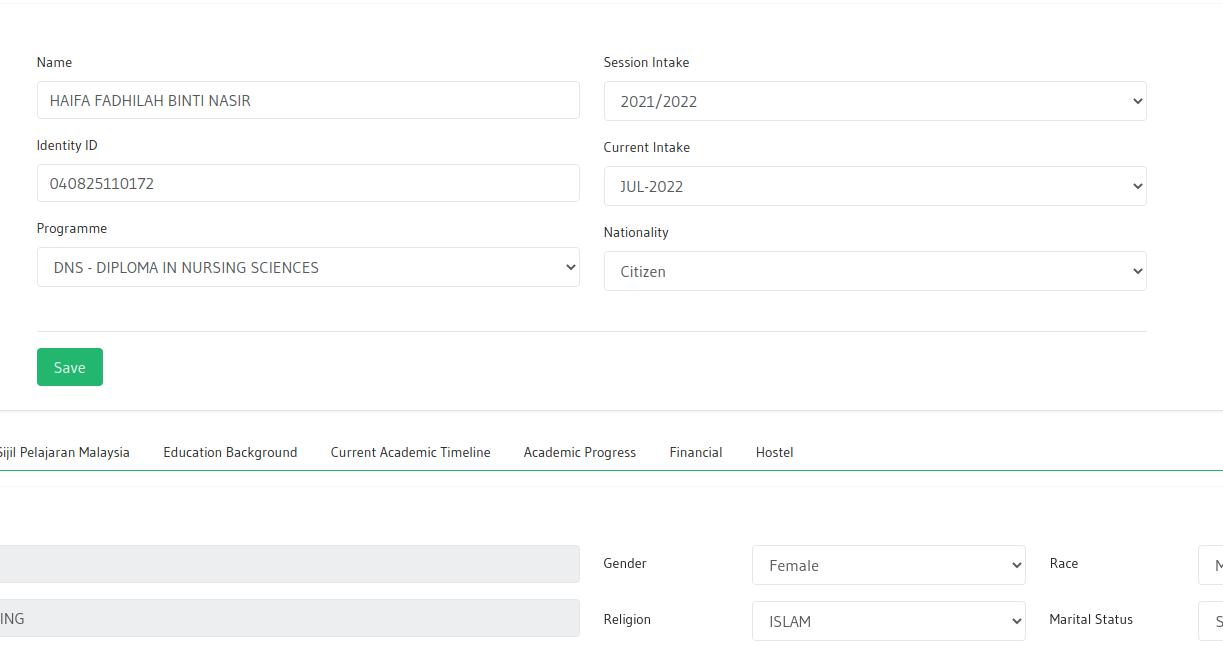 Name
Session Intake
HAIFA FADHILAH BINTI NASIR
2021/2022
Identity ID
Current Intake
040825110172
JUL-2022
Programme
Nationality
DNS - DIPLOMA IN NURSING SCIENCES
Citizen
Save
Sijil Pelajaran Malaysia
Education Background
Current Academic Timeline
Academic Progress
Financial
Hostel
Gender
Female
Race
ING
Religion
ISLAM
Marital Status